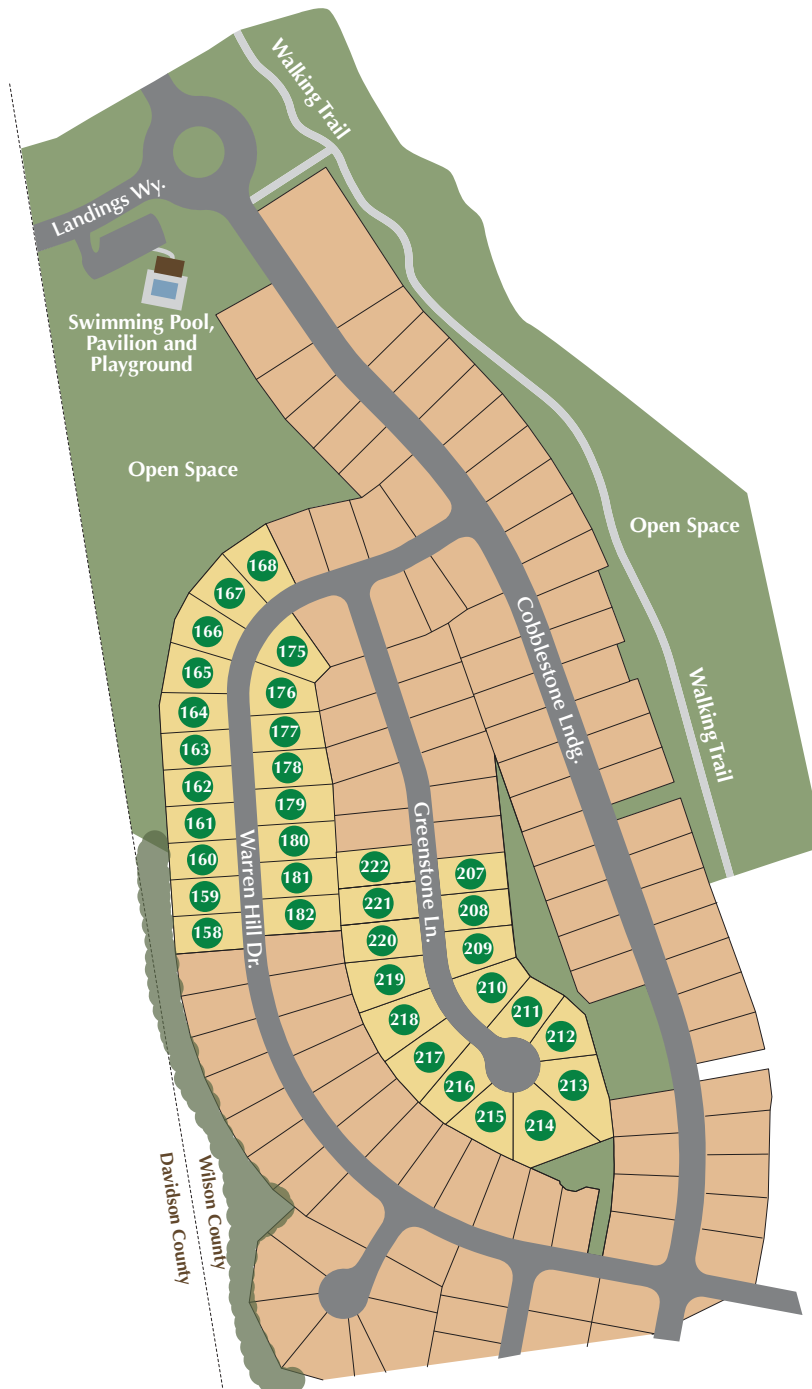 Walking Trail
Landings Wy.
Swimming Pool,
Pavilion and
Playground
Open Space
Open Space
168
167
166
175
165
176
164
177
163
178
162
179
161
180
160
181
159
182
158
Warren Hill Dr.
Cobblestone Lndg.
Walking Trail
Greenstone Ln.
222
207
221
208
220
209
219
210
218
211
212
217
213
216
215
214
Wilson County
Davidson County